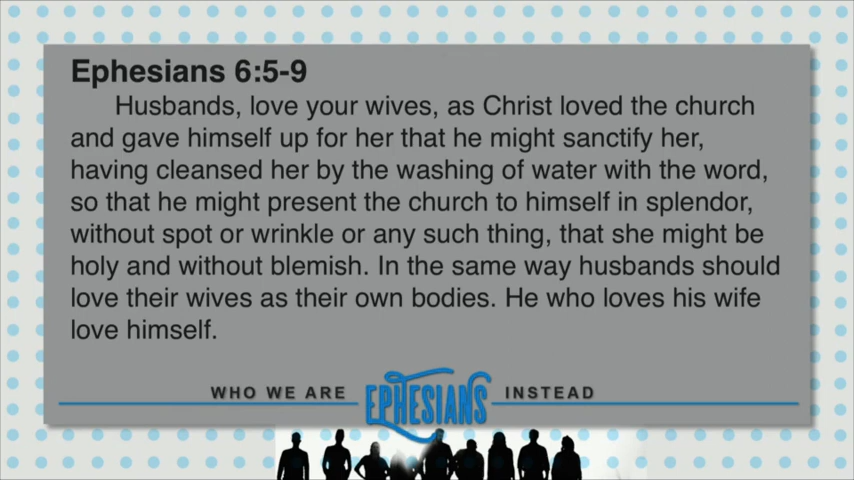 Ephesians 6:5-9
Husbands, love your wives, as Christ loved the church
and gave himself up for her that he might sanctify her,
having cleansed her by the washing of water with the word,
so that he might present the church to himself in splendor,
without spot or wrinkle or any such thing, that she might be
holy and without blemish. In the same way husbands should
love their wives as their own bodies. He who loves his wife
love himself.
WHO WE ARE EPHESIANS INSTEAD